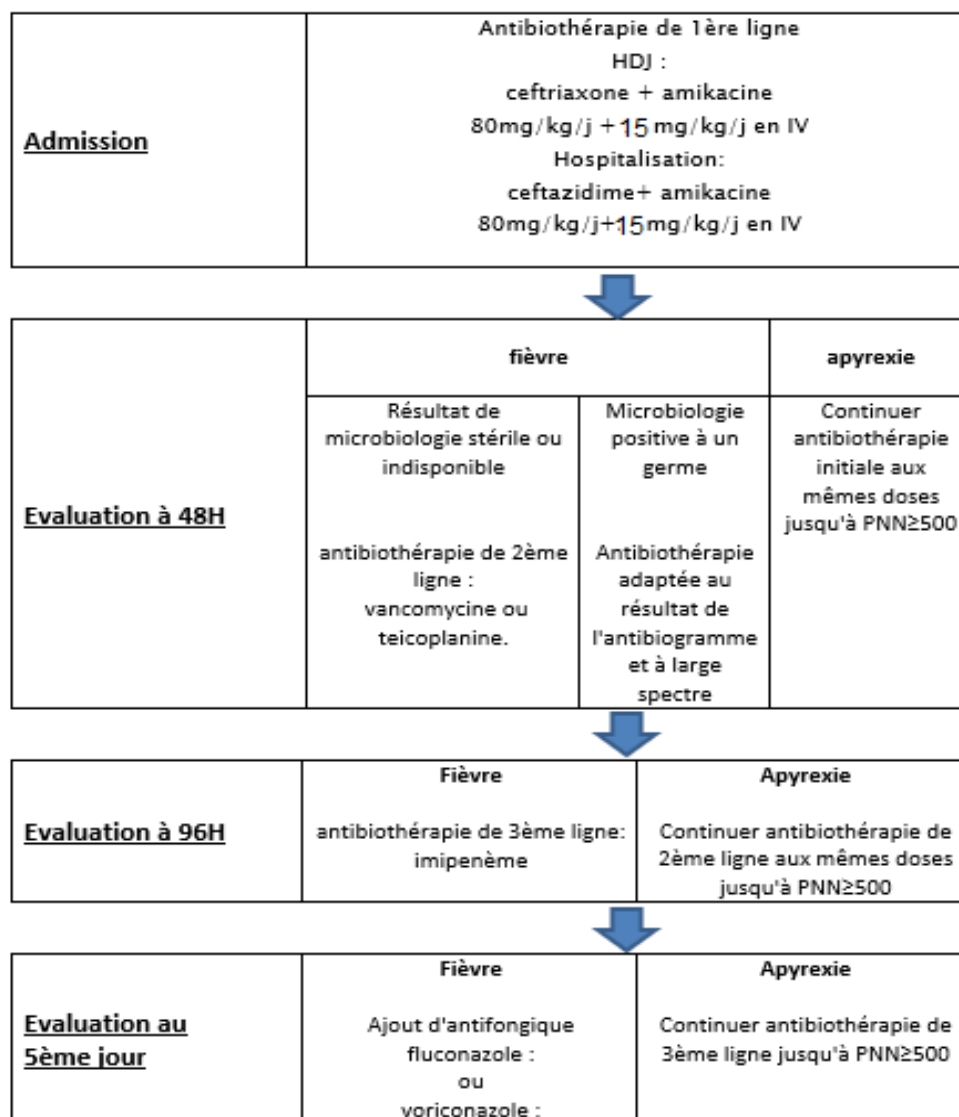 Admission
Antibiothérapie de 1ère ligne
HDJ :
ceftriaxone + amikacine
80mg/kg/j + 15 mg/kg/j en IV
Hospitalisation:
ceftazidime+ amikacine
80mg/kg/j+15mg/kg/j en IV
Evaluation à 48H
fièvre
Résultat de
microbiologie stérile ou
indisponible
antibiothérapie de 2ème
ligne :
vancomycine ou
teicoplanine.
Microbiologie
positive à un
germe
Antibiothérapie
adaptée au
résultat de
l'antibiogramme
et à large
spectre
apyrexie
Continuer
antibiothérapie
initiale aux
mêmes doses
jusqu'à PNN≥500
Evaluation à 96H
Fièvre
antibiothérapie de 3ème ligne:
imipenème
Apyrexie
Continuer antibiothérapie de
2ème ligne aux mêmes doses
jusqu'à PNN≥500
Evaluation au
5ème jour
Fièvre
Ajout d'antifongique
fluconazole :
ou
voriconazole :
Apyrexie
Continuer antibiothérapie de
3ème ligne jusqu'à PNN≥500